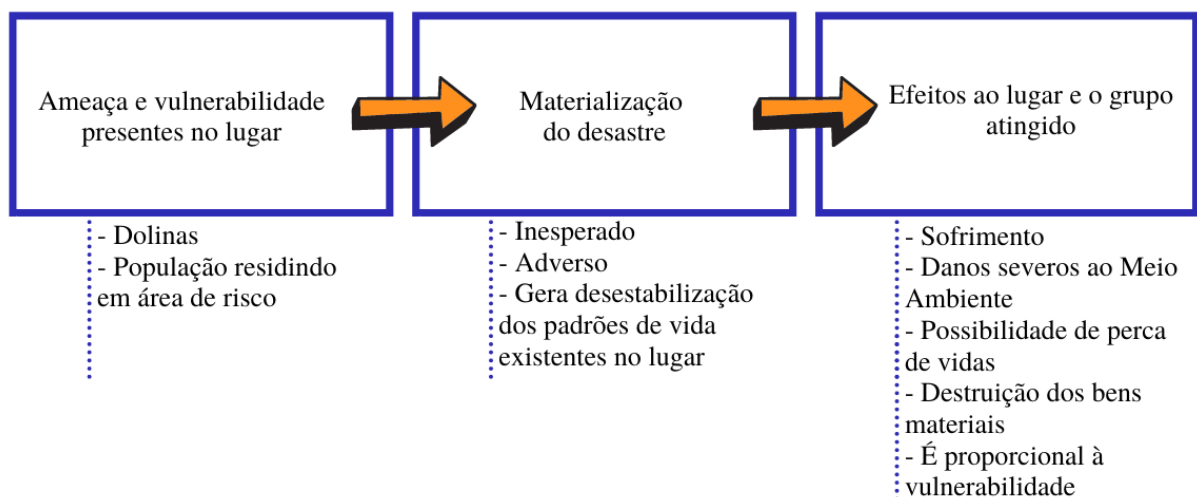 Ameaça e vulnerabilidade
presentes no lugar
- Dolinas
- População residindo
em área de risco
Materialização
do desastre
- Inesperado
- Adverso
- Gera desestabilização
dos padrões de vida
existentes no lugar
Efeitos ao lugar e o grupo
atingido
- Sofrimento
- Danos severos ao Meio
Ambiente
- Possibilidade de perca
de vidas
- Destruição dos bens
materiais
- É proporcional à
vulnerabilidade